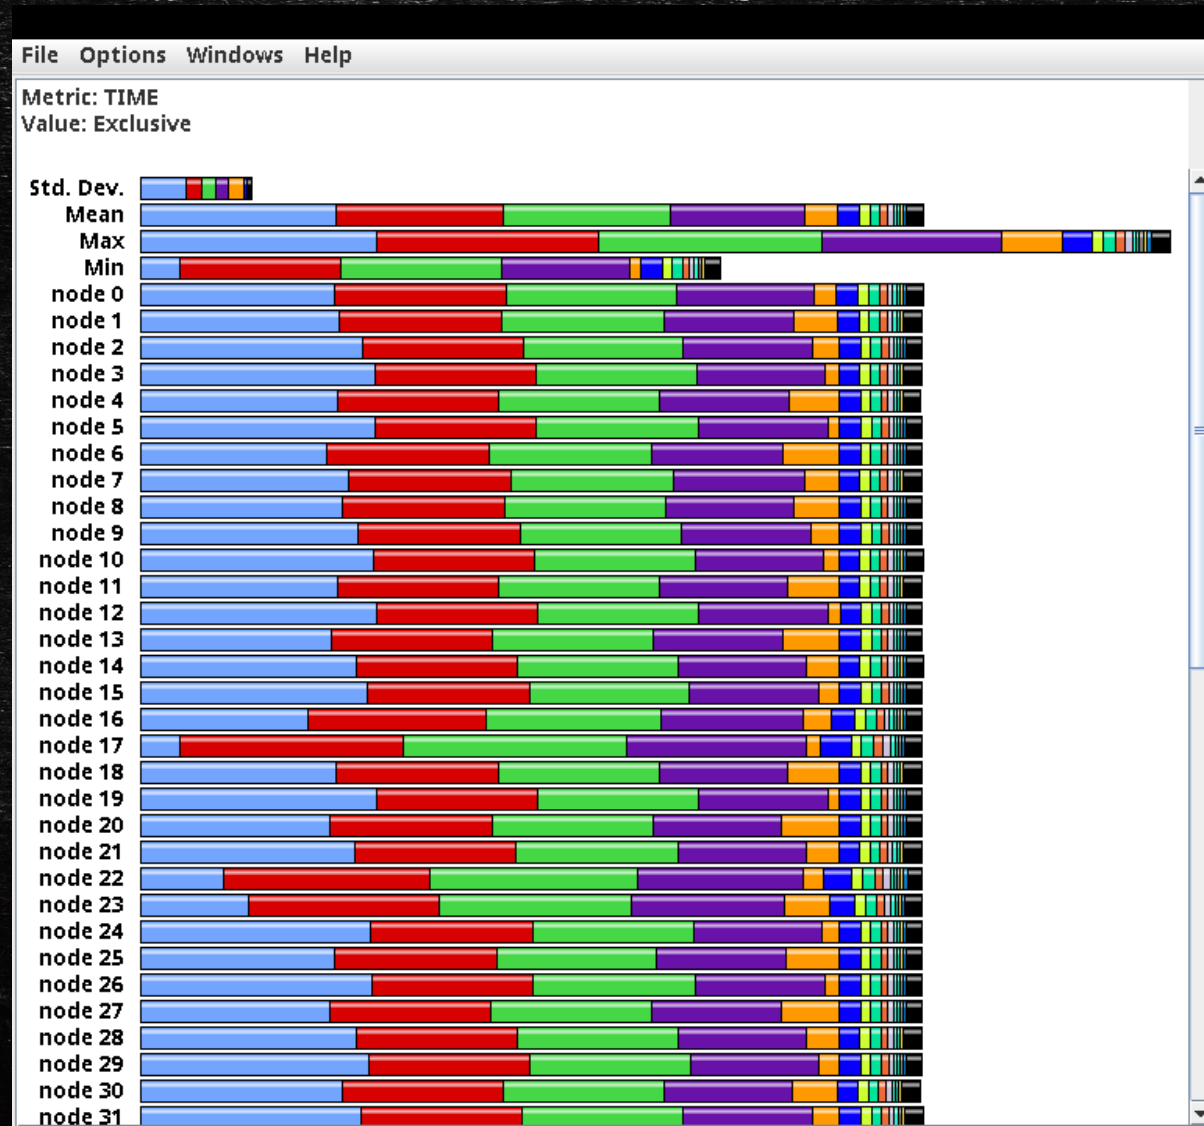 File Options Windows Help
Metric: TIME
Value: Exclusive
Std. Dev.
Mean
Max
Min
node 0
node 1
node 2
node 3
node 4
node 5
node 6
node 7
node 8
node 9
node 10
node 11
node 12
node 13
node 14
node 15
node 16
node 17
node 18
node 19
node 20
node 21
node 22
node 23
node 24
node 25
node 26
node 27
node 28
node 29
node 30
node 31